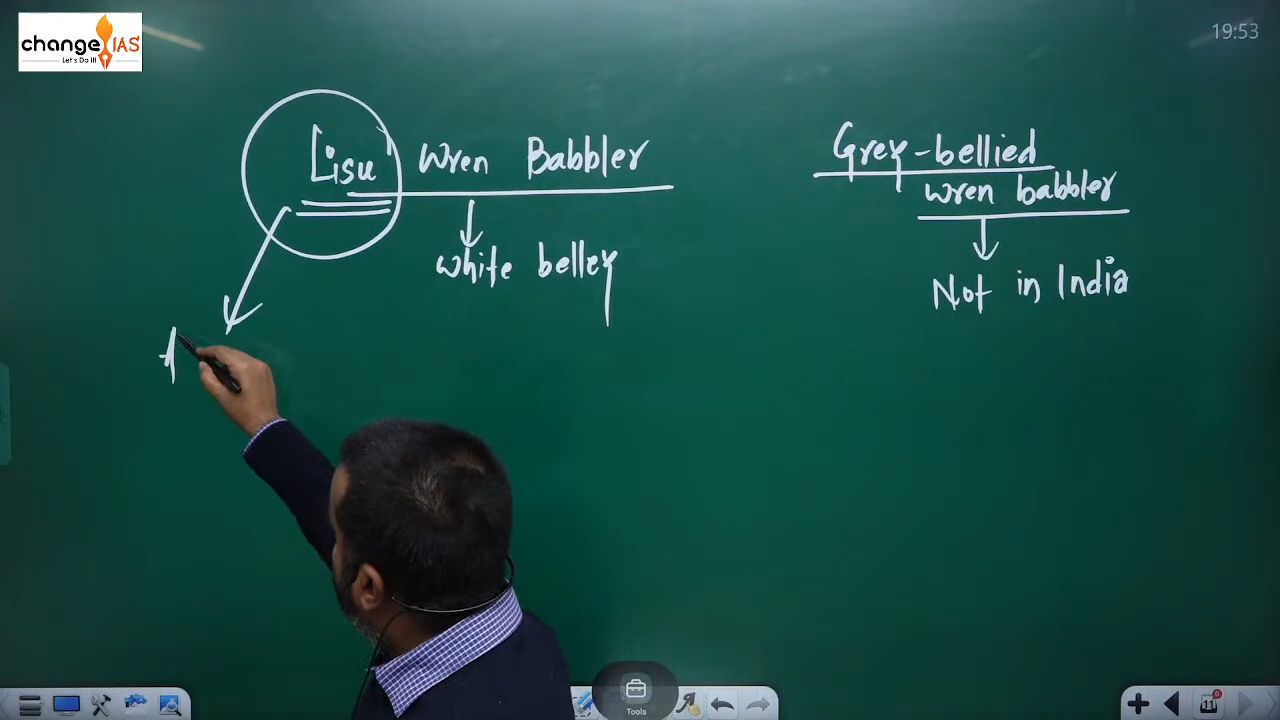 change IAS
Let's Do it!
19:53
Lisu Wren Babbler
White belley
Grey-bellied
wren babbler
Not in India
11
Tools